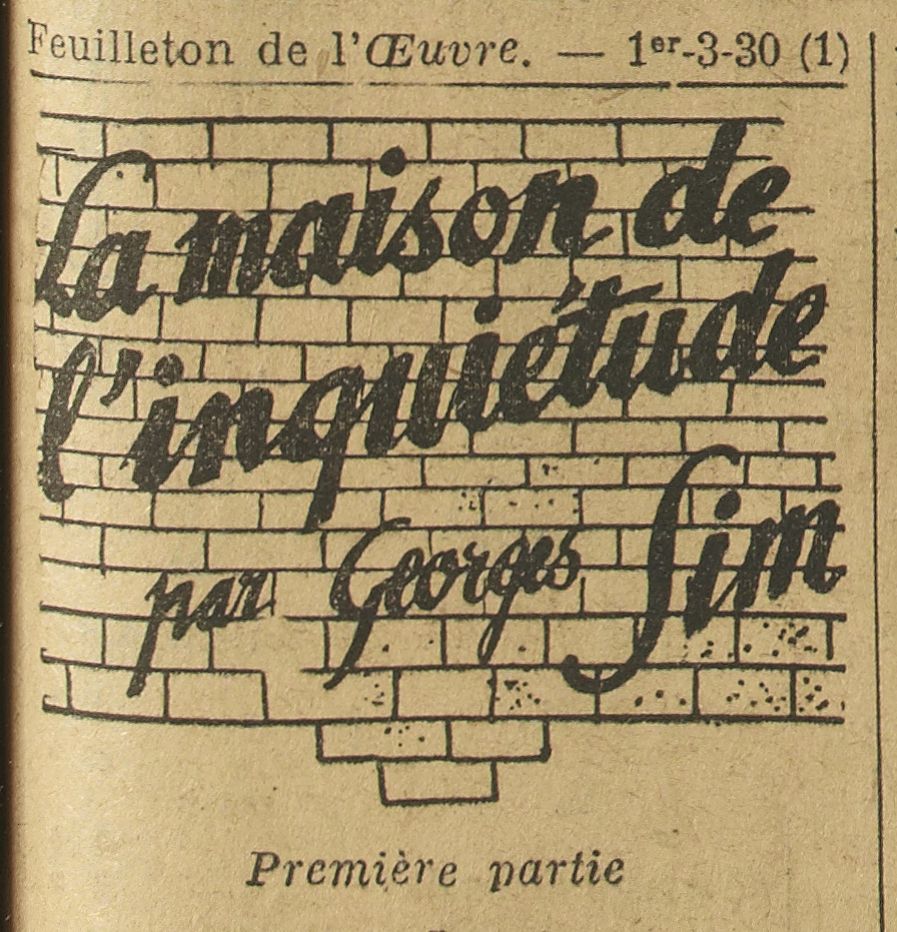 Feuilleton de l'Œuvre. — 1er-3-30 (1)
La maison de
l'inquiétude
par Georges Sim
Première partie